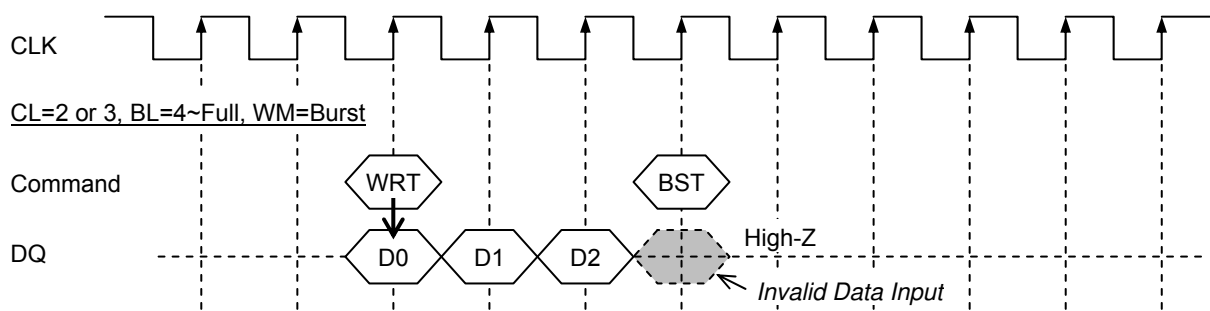 CLK
CL=2 or 3, BL=4~Full, WM=Burst
Command WRT BST
High-Z
DQ D0 D1 D2
Invalid Data Input